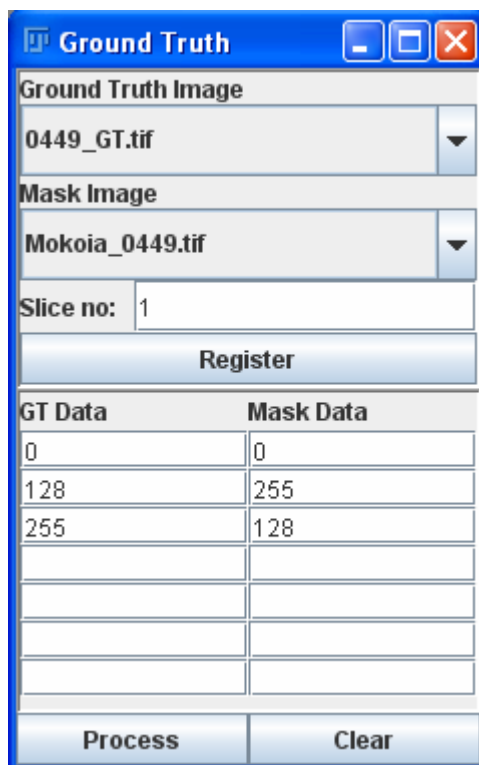 Ground Truth
Ground Truth Image
0449_GT.tif
Mask Image
Mokoia_0449.tif
Slice no: 1
Register
GT Data Mask Data
0 0
128 255
255 128
Process Clear